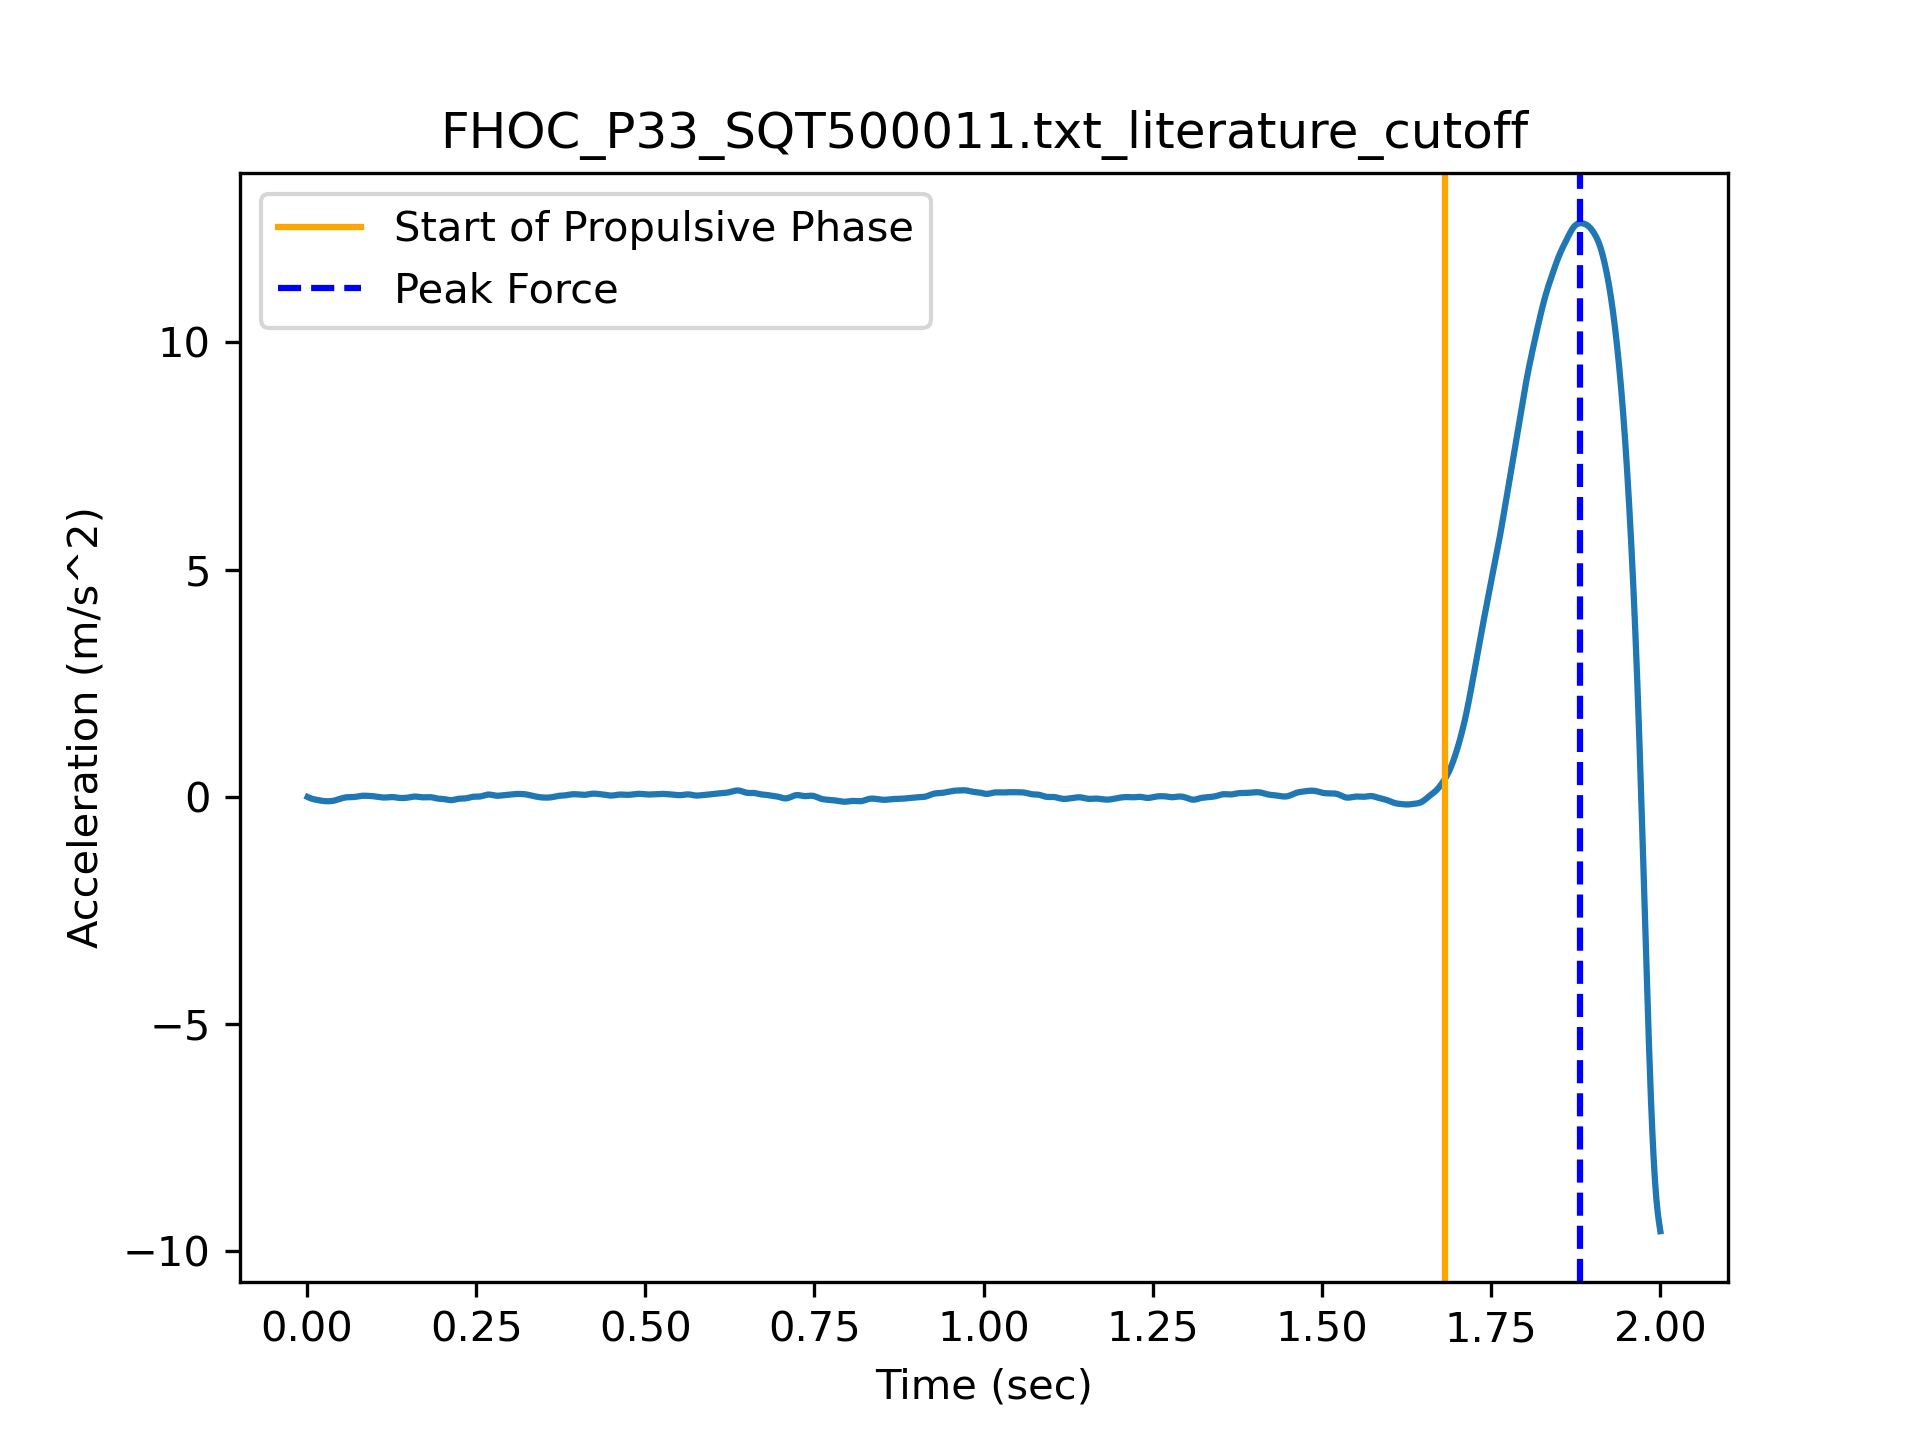 FHOC_P33_SQT500011.txt_literature_cutoff
Start of Propulsive Phase
Peak Force
Acceleration (m/s^2)
10
5
0
−5
−10
0.00 0.25 0.50 0.75 1.00 1.25 1.50 1.75 2.00
Time (sec)